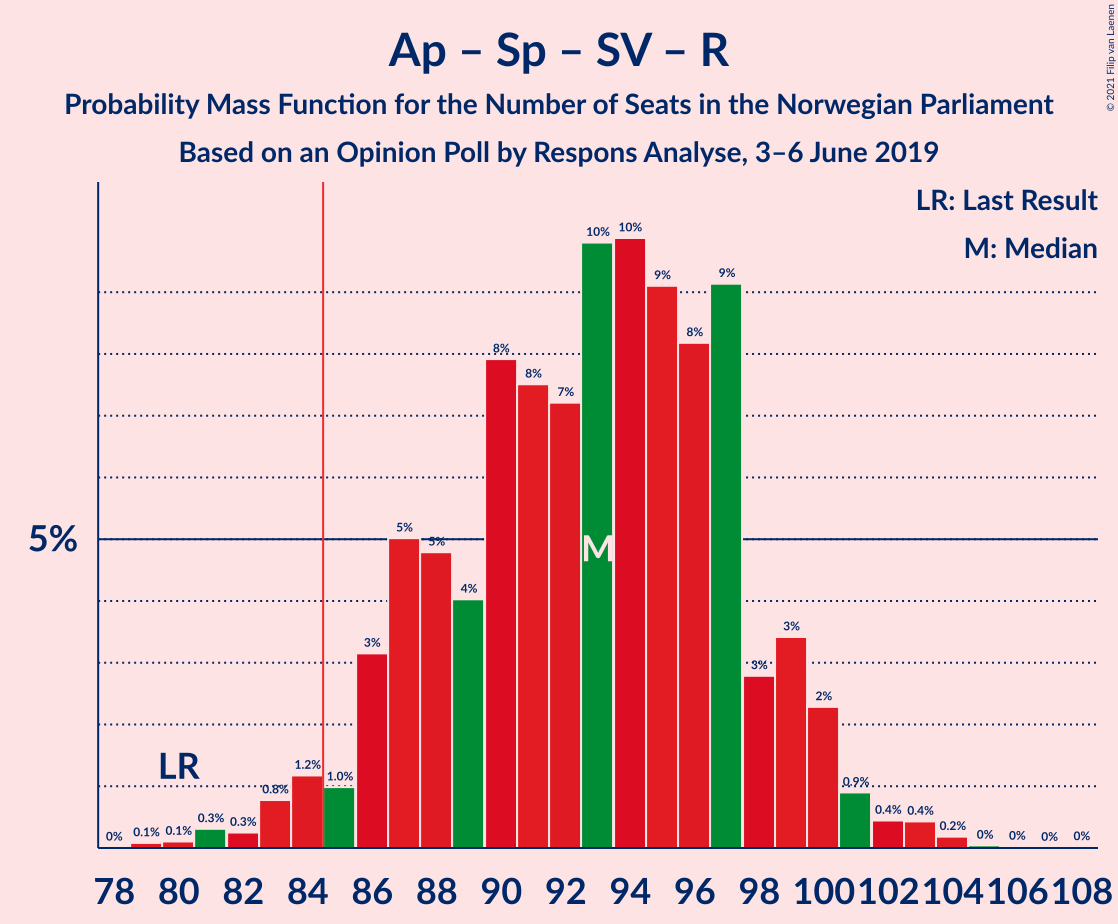 Ap – Sp – SV – R
Probability Mass Function for the Number of Seats in the Norwegian Parliament
Based on an Opinion Poll by Respons Analyse, 3–6 June 2019
© 2021 Filip van Laenen
LR: Last Result
M: Median
5%
LR
M
0% 0.1% 0.1% 0.3% 0.3% 0.8% 1.2% 1.0% 3% 5% 5% 4% 8% 8% 7% 10% 10% 9% 8% 9% 3% 3% 2% 0.9% 0.4% 0.4% 0.2% 0% 0% 0% 0%
78 80 82 84 86 88 90 92 94 96 98 100 102 104 106 108